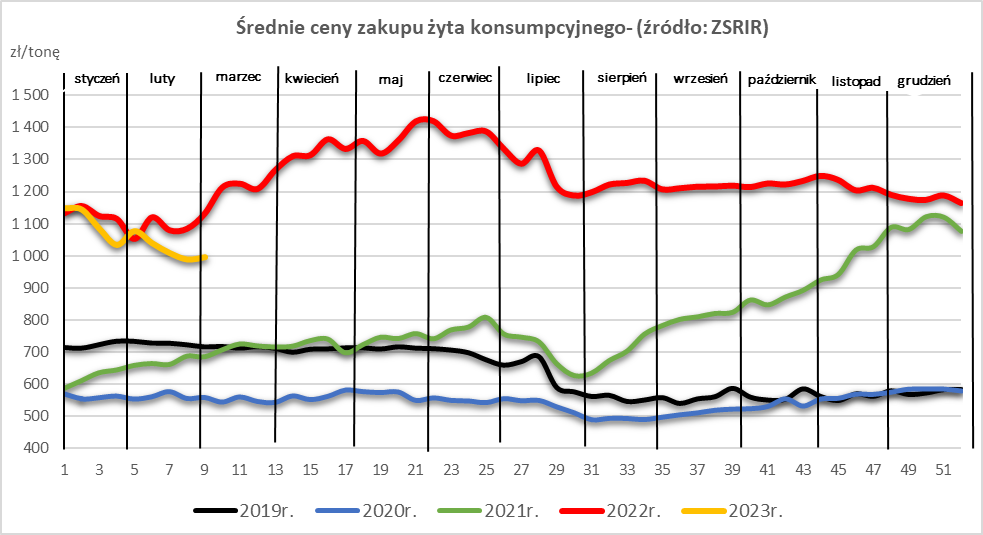 Średnie ceny zakupu żyta konsumpcyjnego- (źródło: ZSRIR)
zł/tonę
styczeń luty marzec kwiecień maj czerwiec lipiec sierpień wrzesień październik listopad grudzień
1 500
1 400
1 300
1 200
1 100
1 000
900
800
700
600
500
400
1 3 5 7 9 11 13 15 17 19 21 23 25 27 29 31 33 35 37 39 41 43 45 47 49 51
2019r. 2020r. 2021r. 2022r. 2023r.